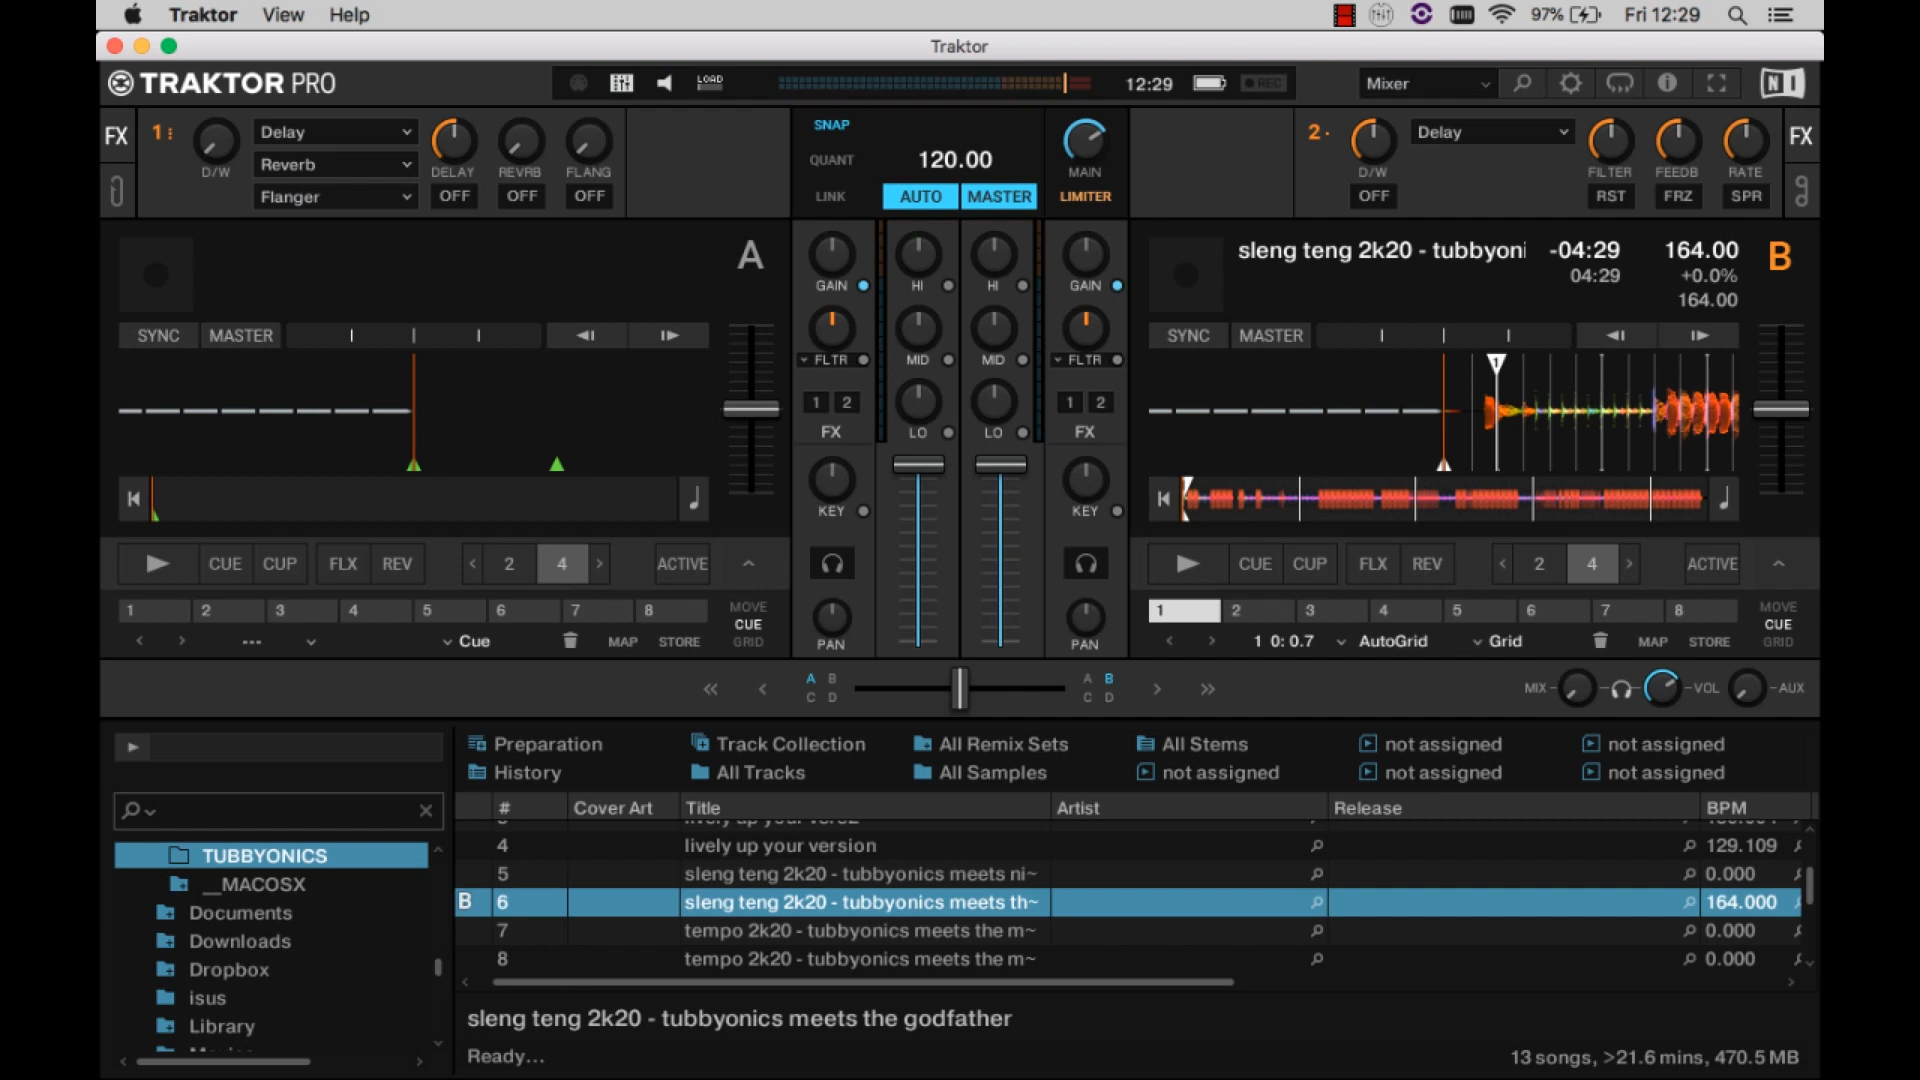 Traktor View Help 97% Fri 12:29
Traktor
TRAKTOR PRO LOAD 12:29 REC Mixer NI
FX 1 D/W Delay Reverb Flanger DELAY REVRB FLANG OFF OFF OFF
SNAP QUANT LINK 120.00 AUTO MASTER MAIN LIMITER
2 D/W OFF Delay FILTER FEEDB RATE RST FRZ SPR FX
A
sleng teng 2k20 - tubbyoni -04:29 164.00 B
04:29 +0.0%
164.00
GAIN HI HI GAIN
SYNC MASTER SYNC MASTER
FLTR MID MID FLTR
1
1 2 1 2
FX LO LO FX
KEY KEY
CUE CUP FLX REV 2 4 ACTIVE
CUE CUP FLX REV 2 4 ACTIVE
1 2 3 4 5 6 7 8 MOVE CUE GRID
--- Cue MAP STORE
PAN PAN
1 2 3 4 5 6 7 8 MOVE CUE GRID
1 0: 0.7 AutoGrid Grid MAP STORE
A B C D A B C D
MIX VOL AUX
Preparation Track Collection All Remix Sets All Stems not assigned not assigned
History All Tracks All Samples not assigned not assigned not assigned
# Cover Art Title Artist Release BPM
4 lively up your version 129.109
5 sleng teng 2k20 - tubbyonics meets ni~ 0.000
B 6 sleng teng 2k20 - tubbyonics meets th~ 164.000
7 tempo 2k20 - tubbyonics meets the m~ 0.000
8 tempo 2k20 - tubbyonics meets the m~ 0.000
TUBBYONICS
__MACOSX
Documents
Downloads
Dropbox
isus
Library
sleng teng 2k20 - tubbyonics meets the godfather
Ready...
13 songs, >21.6 mins, 470.5 MB